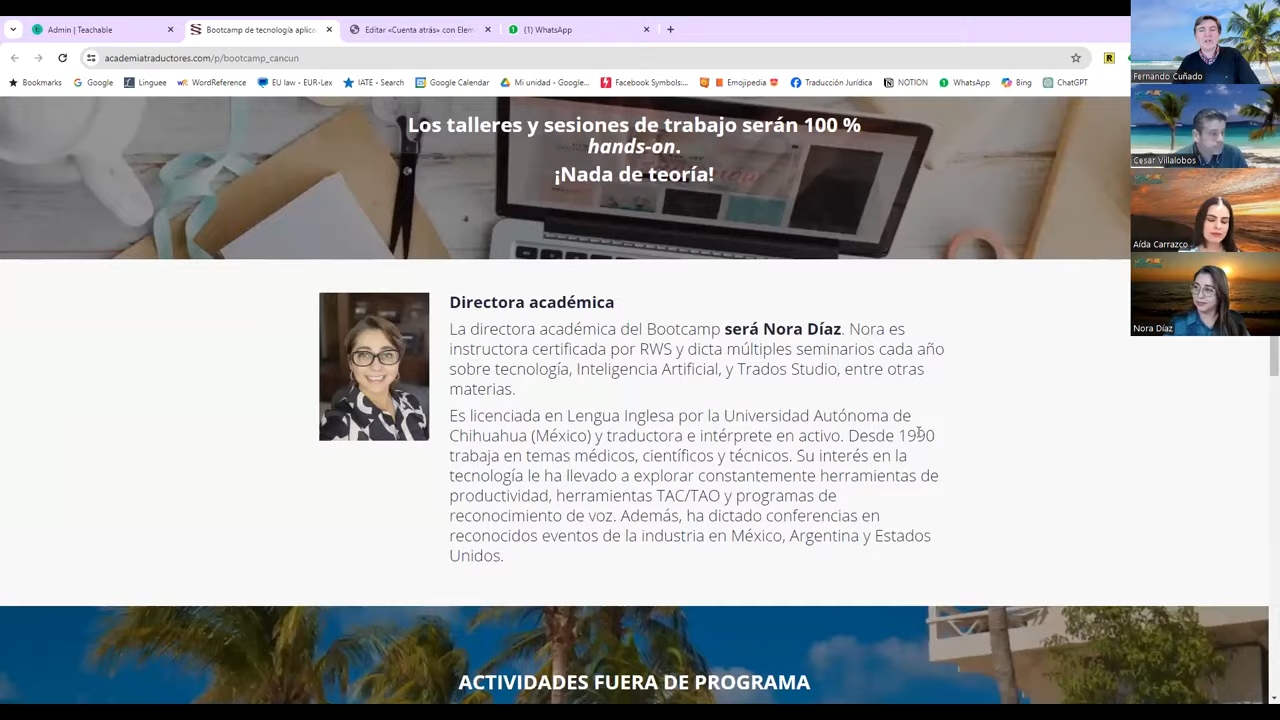 Admin | Teachable
Bootcamp de tecnología aplica
Editar «Cuenta atrás» con Elem
(1) WhatsApp
academiatraductores.com/p/bootcamp_cancun
Bookmarks Google Linguee WordReference EU law - EUR-Lex IATE - Search Google Calendar Mi unidad - Google... Facebook Symbols:... Emojipedia Traducción Jurídica NOTION WhatsApp Bing ChatGPT
Fernando Cuñado
Cesar Villalobos
Aída Carrazco
Nora Díaz
Los talleres y sesiones de trabajo serán 100 %
hands-on.
¡Nada de teoría!
Directora académica
La directora académica del Bootcamp será Nora Díaz. Nora es
instructora certificada por RWS y dicta múltiples seminarios cada año
sobre tecnología, Inteligencia Artificial, y Trados Studio, entre otras
materias.
Es licenciada en Lengua Inglesa por la Universidad Autónoma de
Chihuahua (México) y traductora e intérprete en activo. Desde 1990
trabaja en temas médicos, científicos y técnicos. Su interés en la
tecnología le ha llevado a explorar constantemente herramientas de
productividad, herramientas TAC/TAO y programas de
reconocimiento de voz. Además, ha dictado conferencias en
reconocidos eventos de la industria en México, Argentina y Estados
Unidos.
ACTIVIDADES FUERA DE PROGRAMA